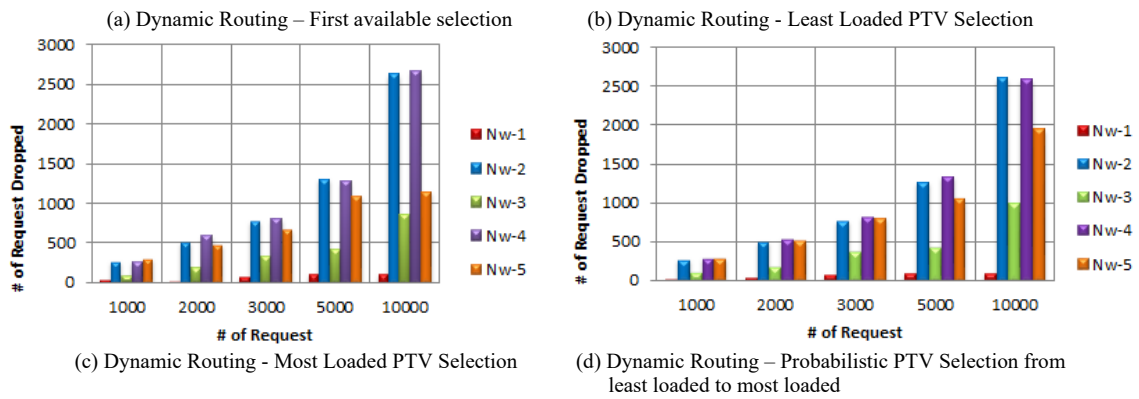 (a) Dynamic Routing – First available selection
(b) Dynamic Routing - Least Loaded PTV Selection
3000
2500
2000
1500
1000
500
0
# of Request Dropped
1000
2000
3000
5000
10000
# of Request
Nw-1
Nw-2
Nw-3
Nw-4
Nw-5
3000
2500
2000
1500
1000
500
0
# of Request Dropped
1000
2000
3000
5000
10000
# of Request
Nw-1
Nw-2
Nw-3
Nw-4
Nw-5
(c) Dynamic Routing - Most Loaded PTV Selection
(d) Dynamic Routing – Probabilistic PTV Selection from
least loaded to most loaded